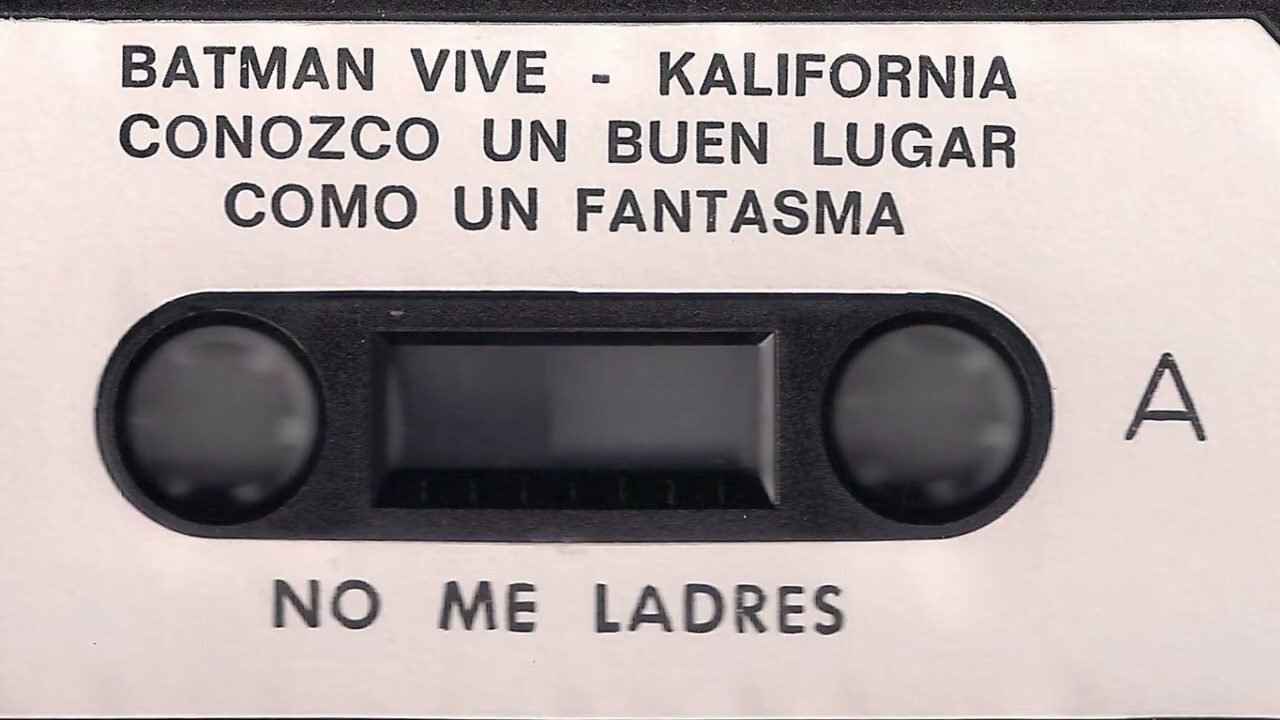 BATMAN VIVE - KALIFORNIA
CONOZCO UN BUEN LUGAR
COMO UN FANTASMA
A
NO ME LADRES